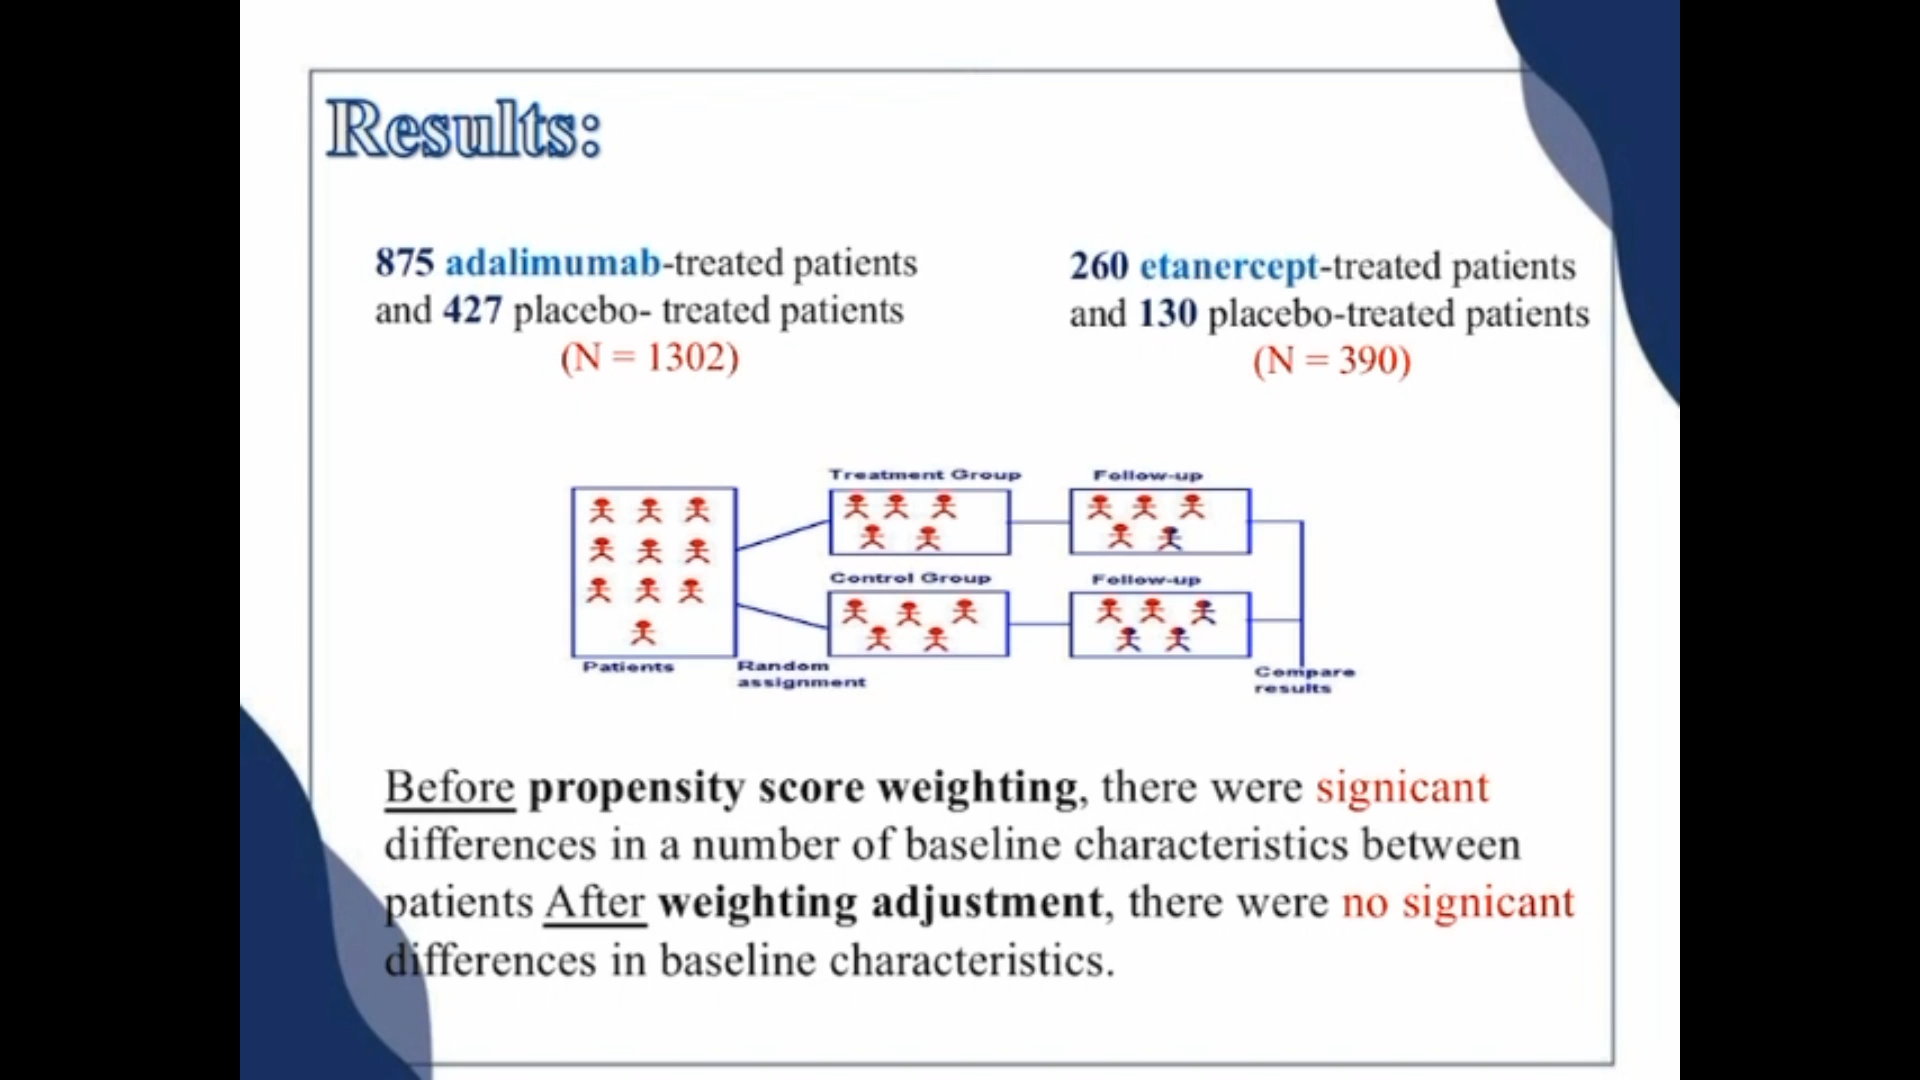 Results:
875 adalimumab-treated patients
and 427 placebo- treated patients
(N = 1302)
260 etanercept-treated patients
and 130 placebo-treated patients
(N = 390)
Treatment Group
Follow-up
Control Group
Follow-up
Patients
Random
assignment
Compare
results
Before propensity score weighting, there were signicant
differences in a number of baseline characteristics between
patients After weighting adjustment, there were no signicant
differences in baseline characteristics.